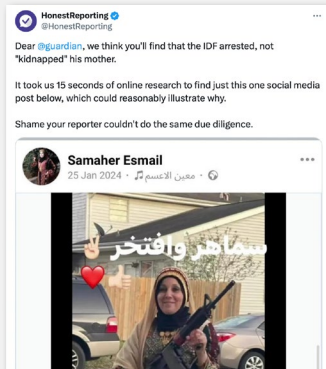 HonestReporting
@HonestReporting
Dear @guardian, we think you'll find that the IDF arrested, not
"kidnapped" his mother.
It took us 15 seconds of online research to find just this one social media
post below, which could reasonably illustrate why.
Shame your reporter couldn't do the same due diligence.
Samaher Esmail
25 Jan 2024 · معين الاعسم ·
سماهر وافتخر